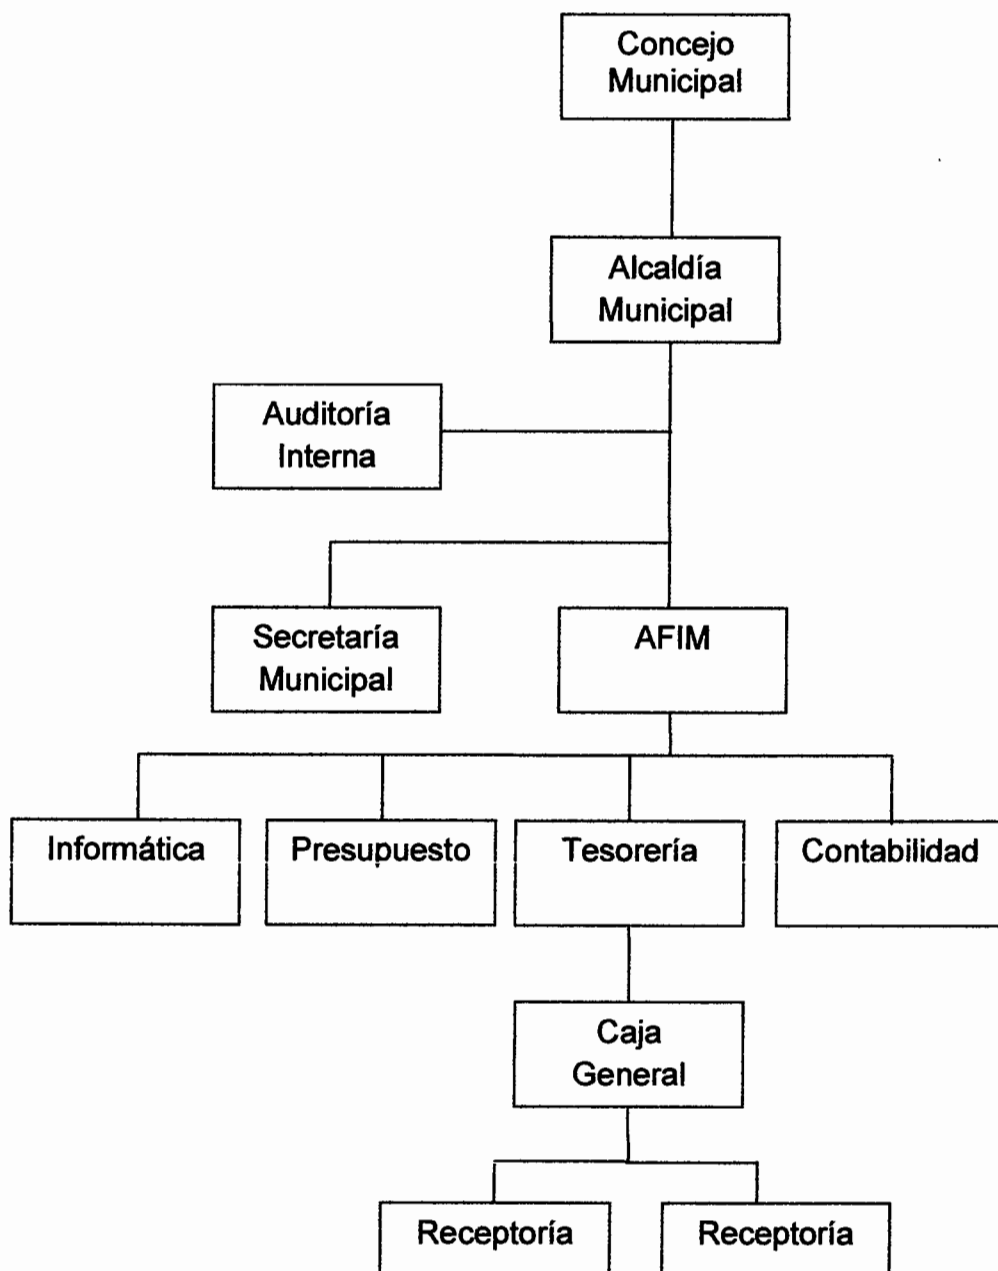 Concejo
Municipal
Alcaldía
Municipal
Auditoría
Interna
Secretaría
Municipal
AFIM
Informática
Presupuesto
Tesorería
Contabilidad
Caja
General
Receptoría
Receptoría